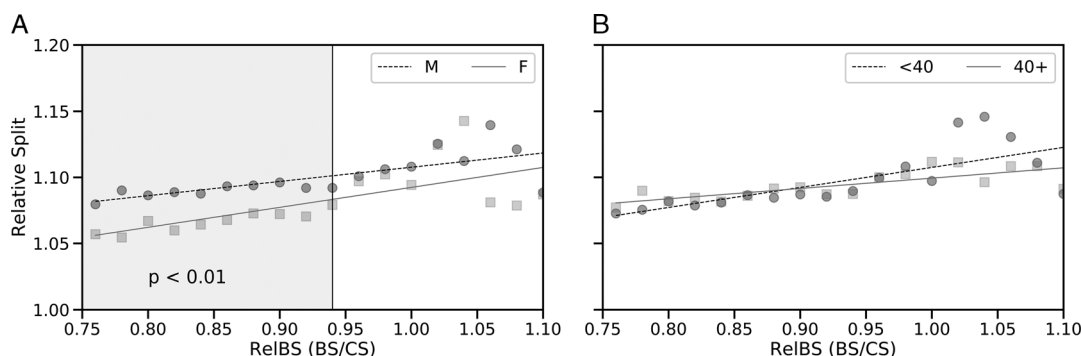 A
B
1.20
1.15
1.10
1.05
1.00
Relative Split
M
F
p < 0.01
<40
40+
0.75 0.80 0.85 0.90 0.95 1.00 1.05 1.10
0.75 0.80 0.85 0.90 0.95 1.00 1.05 1.10
RelBS (BS/CS)
RelBS (BS/CS)